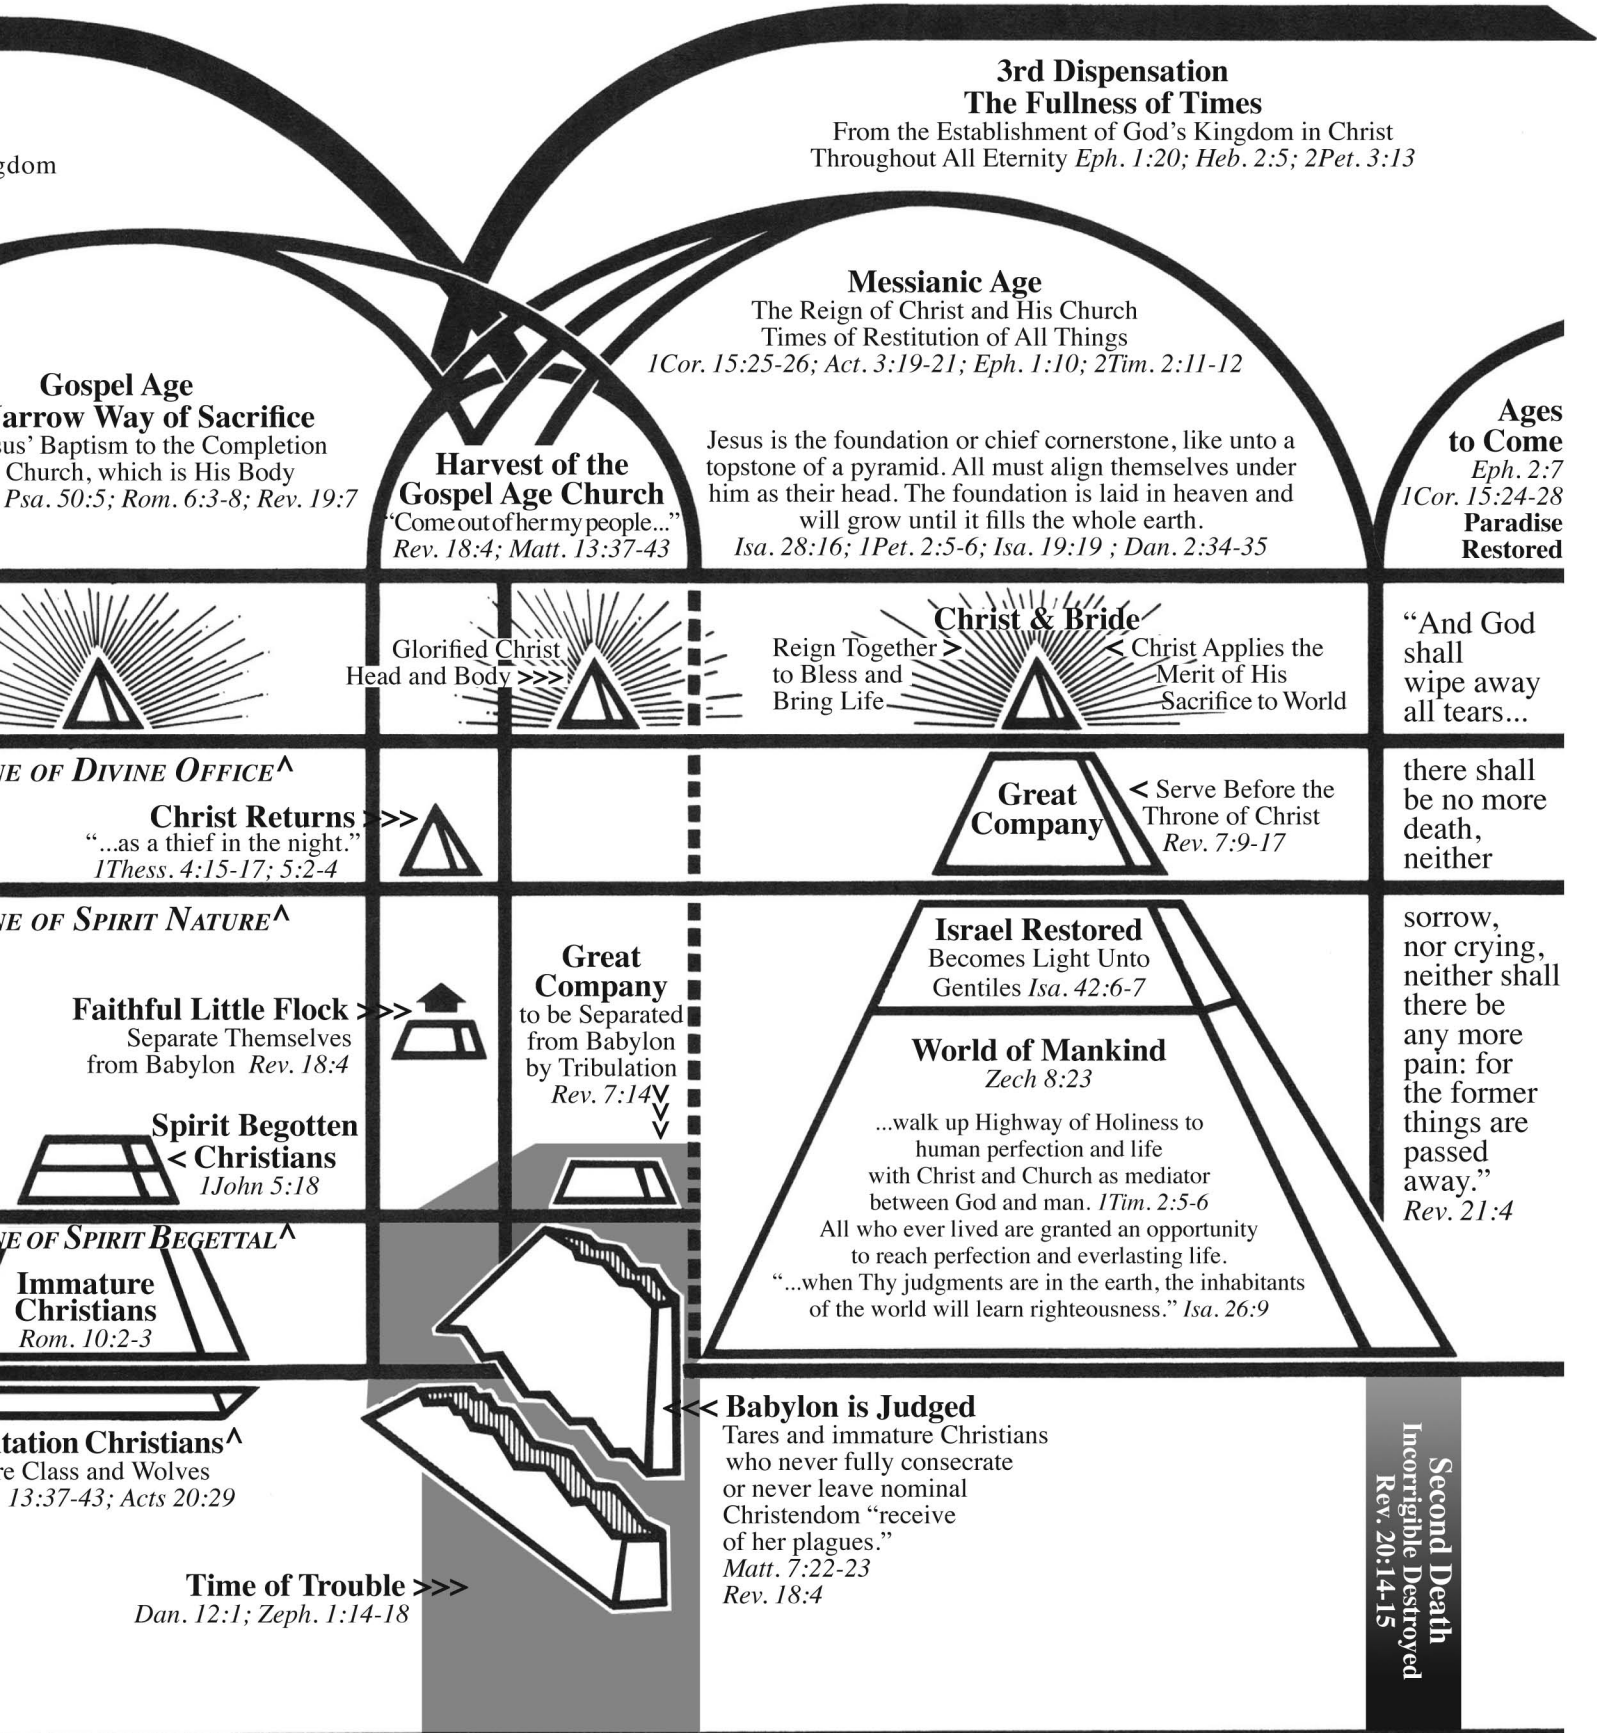 3rd Dispensation
The Fullness of Times
From the Establishment of God's Kingdom in Christ
Throughout All Eternity Eph. 1:20; Heb. 2:5; 2Pet. 3:13
Messianic Age
The Reign of Christ and His Church
Times of Restitution of All Things
1Cor. 15:25-26; Act. 3:19-21; Eph. 1:10; 2Tim. 2:11-12
Jesus is the foundation or chief cornerstone, like unto a
topstone of a pyramid. All must align themselves under
him as their head. The foundation is laid in heaven and
will grow until it fills the whole earth.
Isa. 28:16; 1Pet. 2:5-6; Isa. 19:19 ; Dan. 2:34-35
gdom
Gospel Age
arrow Way of Sacrifice
sus' Baptism to the Completion
Church, which is His Body
Psa. 50:5; Rom. 6:3-8; Rev. 19:7
Harvest of the
Gospel Age Church
"Come out of her my people..."
Rev. 18:4; Matt. 13:37-43
Ages
to Come
Eph. 2:7
1Cor. 15:24-28
Paradise
Restored
Glorified Christ
Head and Body >>>
Christ & Bride
Reign Together >
to Bless and
Bring Life
< Christ Applies the
Merit of His
Sacrifice to World
"And God
shall
wipe away
all tears...
NE OF DIVINE OFFICE^
Christ Returns >>>
"...as a thief in the night."
1Thess. 4:15-17; 5:2-4
Great
Company
< Serve Before the
Throne of Christ
Rev. 7:9-17
there shall
be no more
death,
neither
NE OF SPIRIT NATURE^
Faithful Little Flock >>>
Separate Themselves
from Babylon Rev. 18:4
Spirit Begotten
< Christians
1John 5:18
Great
Company
to be Separated
from Babylon
by Tribulation
Rev. 7:14
Israel Restored
Becomes Light Unto
Gentiles Isa. 42:6-7
World of Mankind
Zech 8:23
...walk up Highway of Holiness to
human perfection and life
with Christ and Church as mediator
between God and man. 1Tim. 2:5-6
All who ever lived are granted an opportunity
to reach perfection and everlasting life.
"...when Thy judgments are in the earth, the inhabitants
of the world will learn righteousness." Isa. 26:9
sorrow,
nor crying,
neither shall
there be
any more
pain: for
the former
things are
passed
away."
Rev. 21:4
NE OF SPIRIT BEGETTAL^
Immature
Christians
Rom. 10:2-3
tation Christians^
re Class and Wolves
13:37-43; Acts 20:29
Time of Trouble >>>
Dan. 12:1; Zeph. 1:14-18
<<< Babylon is Judged
Tares and immature Christians
who never fully consecrate
or never leave nominal
Christendom "receive
of her plagues."
Matt. 7:22-23
Rev. 18:4
Second Death
Incorrigible Destroyed
Rev. 20:14-15